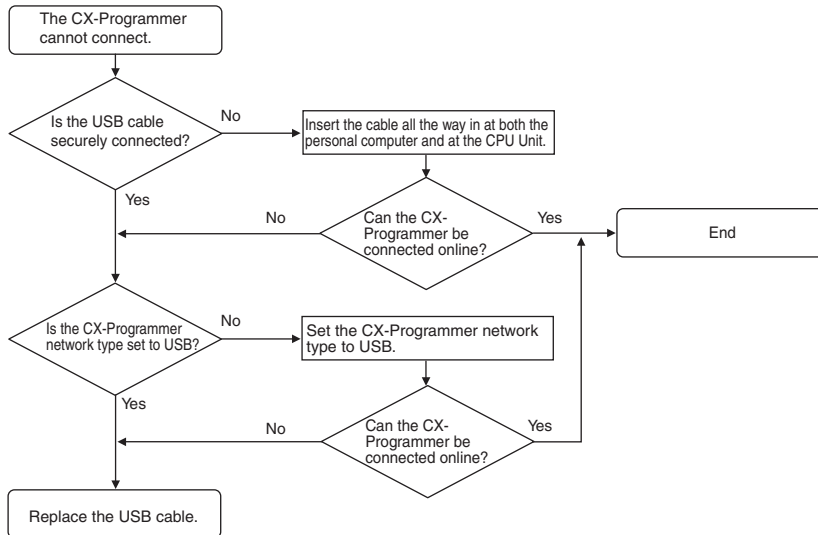 The CX-Programmer
cannot connect.
Is the USB cable
securely connected?
No
Insert the cable all the way in at both the
personal computer and at the CPU Unit.
Yes
No
Can the CX-
Programmer be
connected online?
Yes
End
Is the CX-Programmer
network type set to USB?
No
Set the CX-Programmer network
type to USB.
Yes
No
Can the CX-
Programmer be
connected online?
Yes
Replace the USB cable.